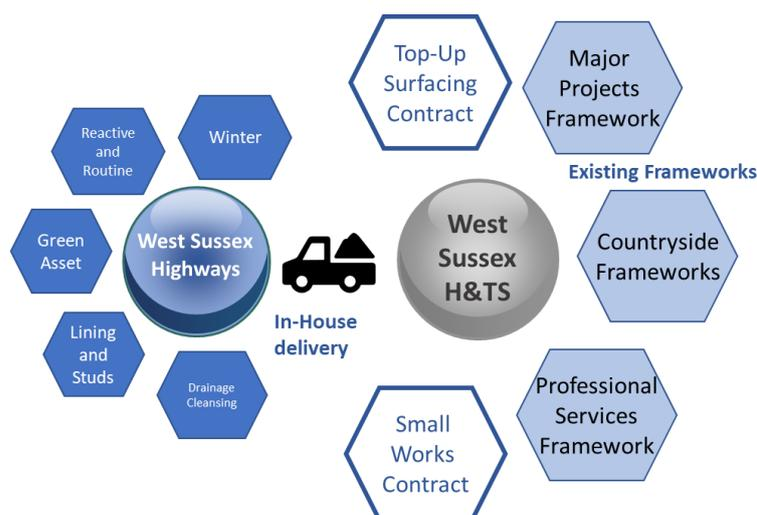 Top-Up
Surfacing
Contract
Major
Projects
Framework
Reactive
and
Routine
Winter
Existing Frameworks
Green
Asset
West Sussex
Highways
West
Sussex
H&TS
Countryside
Frameworks
In-House
delivery
Lining
and
Studs
Drainage
Cleansing
Professional
Services
Framework
Small
Works
Contract